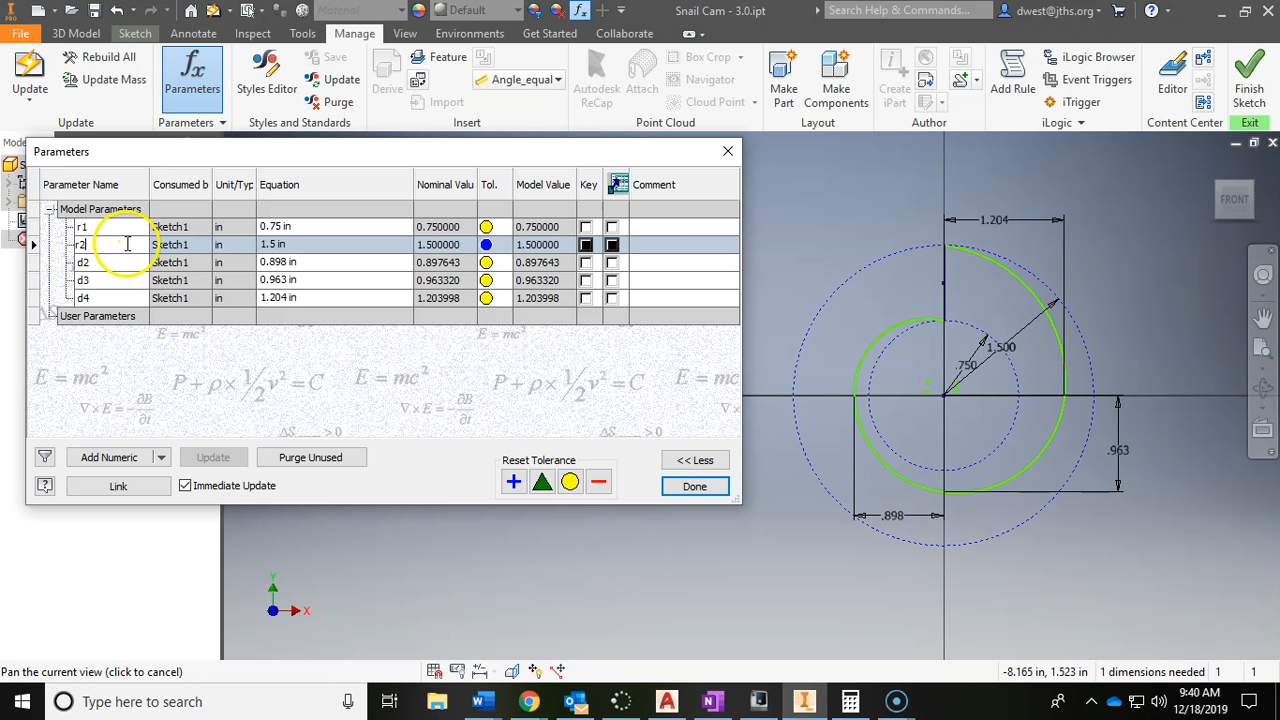 PRO
Material
Default
Snail Cam - 3.0.ipt
Search Help & Commands...
dwest@jths.org
File 3D Model Sketch Annotate Inspect Tools Manage View Environments Get Started Collaborate
Update
Rebuild All
Update Mass
Update
fx
Parameters
Parameters
Styles Editor
Save
Update
Purge
Styles and Standards
Derive
Feature
Angle_equal
Import
Insert
Autodesk ReCap
Attach
Box Crop
Navigator
Cloud Point
Point Cloud
Make Part
Make Components
Layout
Create iPart
Author
Add Rule
iLogic Browser
Event Triggers
iTrigger
iLogic
Editor
Content Center
Finish Sketch
Exit
Parameters
Parameter Name Consumed b Unit/Typ Equation Nominal Valu Tol. Model Value Key Comment
Model Parameters
r1 Sketch1 in 0.75 in 0.750000 0.750000
r2 Sketch1 in 1.5 in 1.500000 1.500000
d2 Sketch1 in 0.898 in 0.897643 0.897643
d3 Sketch1 in 0.963 in 0.963320 0.963320
d4 Sketch1 in 1.204 in 1.203998 1.203998
User Parameters
Add Numeric
Update
Purge Unused
Reset Tolerance
<< Less
Link
Immediate Update
Done
1.204
1.500
.750
.963
.898
FRONT
Y
X
Pan the current view (click to cancel)
-8.165 in, 1.523 in
1 dimensions needed
1
1
Type here to search
9:40 AM
12/18/2019